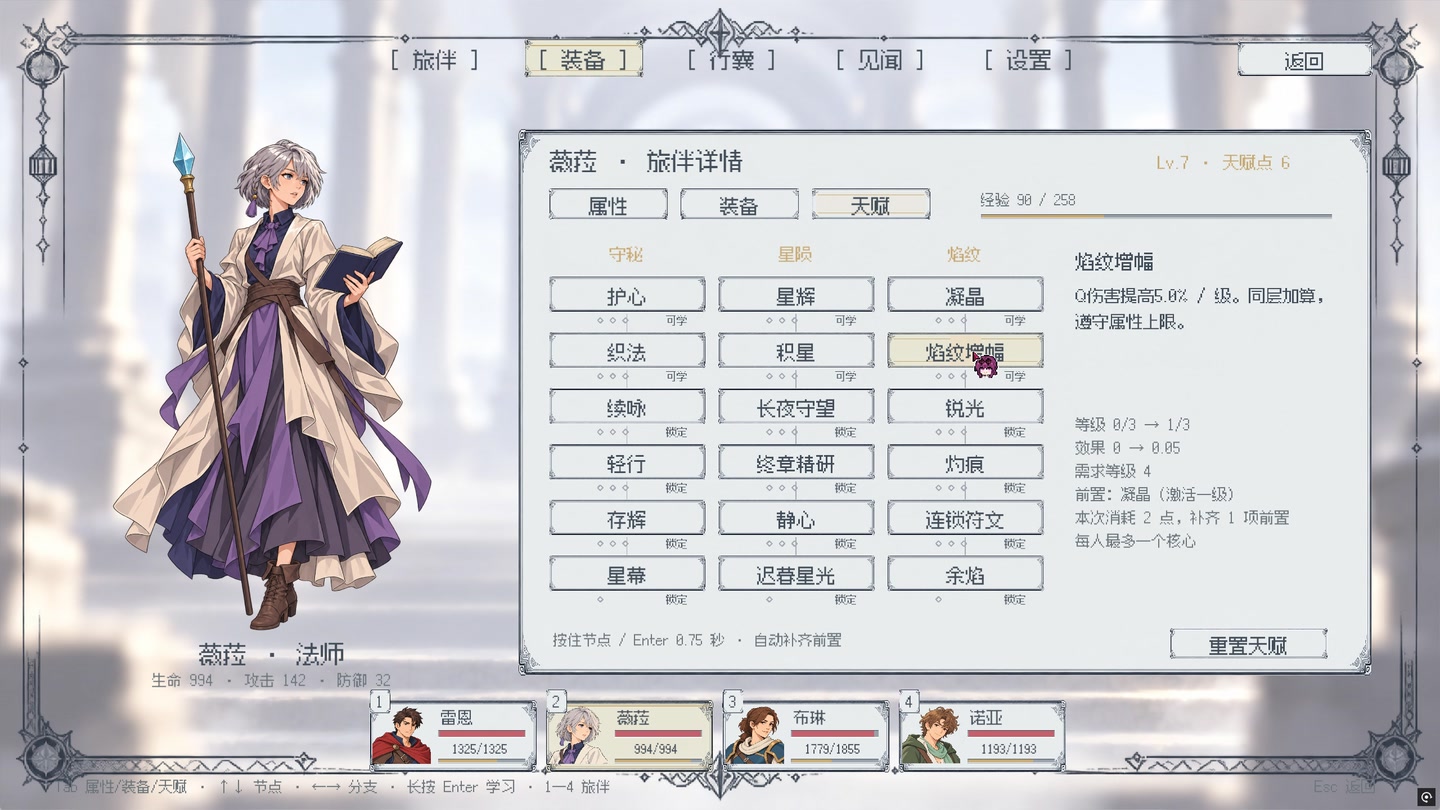 [ 旅伴 ] [ 装备 ] [ 行囊 ] [ 见闻 ] [ 设置 ] 返回
薇菈 · 旅伴详情 Lv.7 · 天赋点 6
属性 装备 天赋 经验 90 / 258
守秘 星陨 焰纹
护心 星辉 凝晶
可学 可学 可学
织法 积星 焰纹增幅
可学 可学 可学
续咏 长夜守望 锐光
锁定 锁定 锁定
轻行 终章精研 灼痕
锁定 锁定 锁定
存辉 静心 连锁符文
锁定 锁定 锁定
星幕 迟暮星光 余焰
锁定 锁定 锁定
焰纹增幅
Q伤害提高5.0% / 级。同层加算，
遵守属性上限。
等级 0/3 → 1/3
效果 0 → 0.05
需求等级 4
前置: 凝晶（激活一级）
本次消耗 2 点，补齐 1 项前置
每人最多一个核心
按住节点 / Enter 0.75 秒 · 自动补齐前置
重置天赋
薇菈 · 法师
生命 994 · 攻击 142 · 防御 32
1 雷恩 1325/1325
2 薇菈 994/994
3 布琳 1779/1855
4 诺亚 1193/1193
Tab 属性/装备/天赋 · ↑↓ 节点 · ←→ 分支 · 长按 Enter 学习 · 1—4 旅伴
Esc 返回